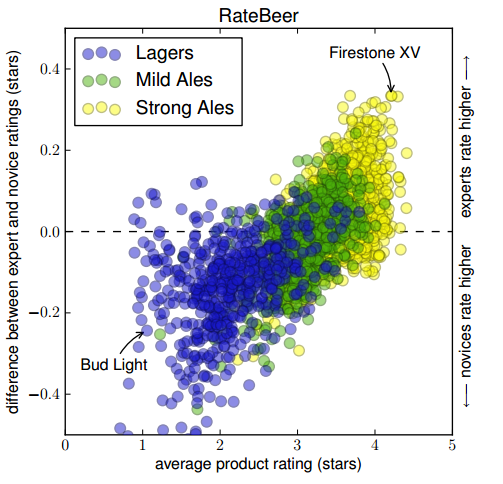 RateBeer
Lagers
Mild Ales
Strong Ales
Firestone XV
Bud Light
difference between expert and novice ratings (stars)
0.4
0.2
0.0
−0.2
−0.4
experts rate higher →
← novices rate higher
0 1 2 3 4 5
average product rating (stars)